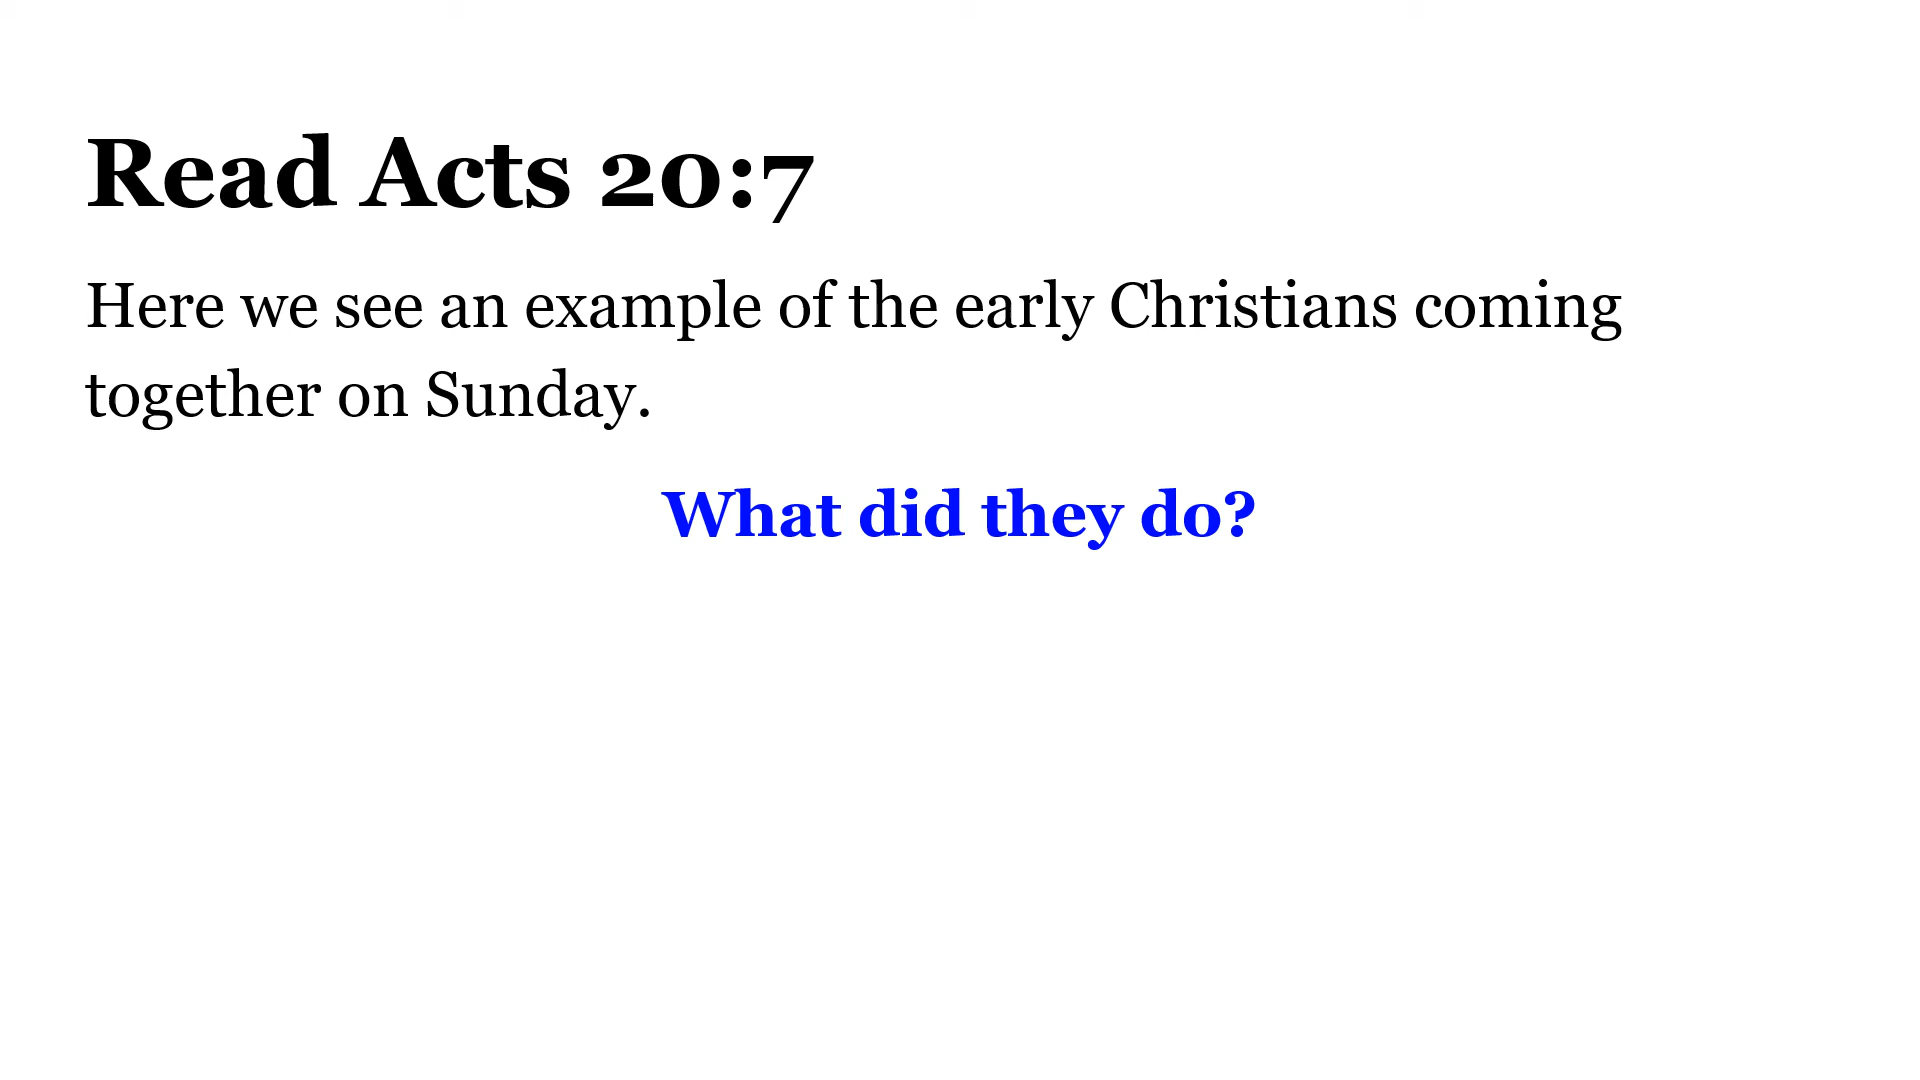 Read Acts 20:7
Here we see an example of the early Christians coming
together on Sunday.
What did they do?